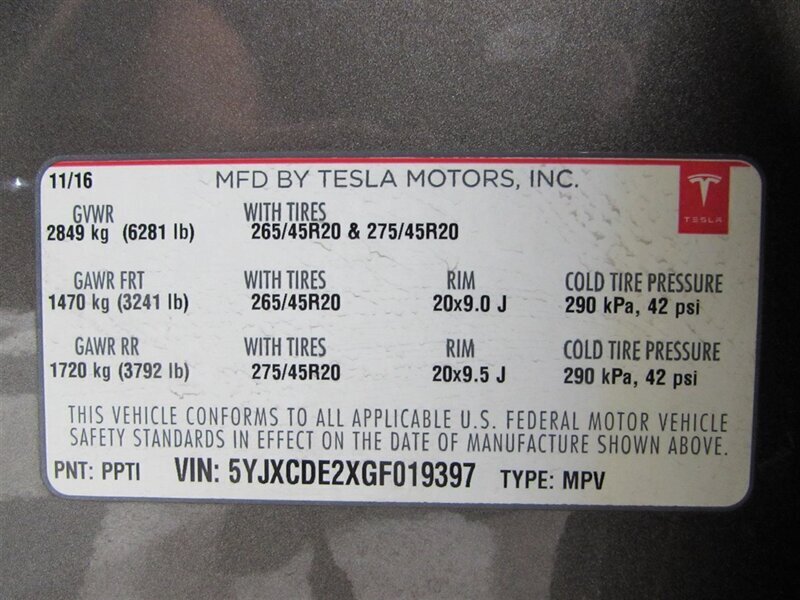 11/16 MFD BY TESLA MOTORS, INC.
TESLA
GVWR WITH TIRES
2849 kg (6281 lb) 265/45R20 & 275/45R20
GAWR FRT WITH TIRES RIM COLD TIRE PRESSURE
1470 kg (3241 lb) 265/45R20 20x9.0 J 290 kPa, 42 psi
GAWR RR WITH TIRES RIM COLD TIRE PRESSURE
1720 kg (3792 lb) 275/45R20 20x9.5 J 290 kPa, 42 psi
THIS VEHICLE CONFORMS TO ALL APPLICABLE U.S. FEDERAL MOTOR VEHICLE
SAFETY STANDARDS IN EFFECT ON THE DATE OF MANUFACTURE SHOWN ABOVE.
PNT: PPTI VIN: 5YJXCDE2XGF019397 TYPE: MPV